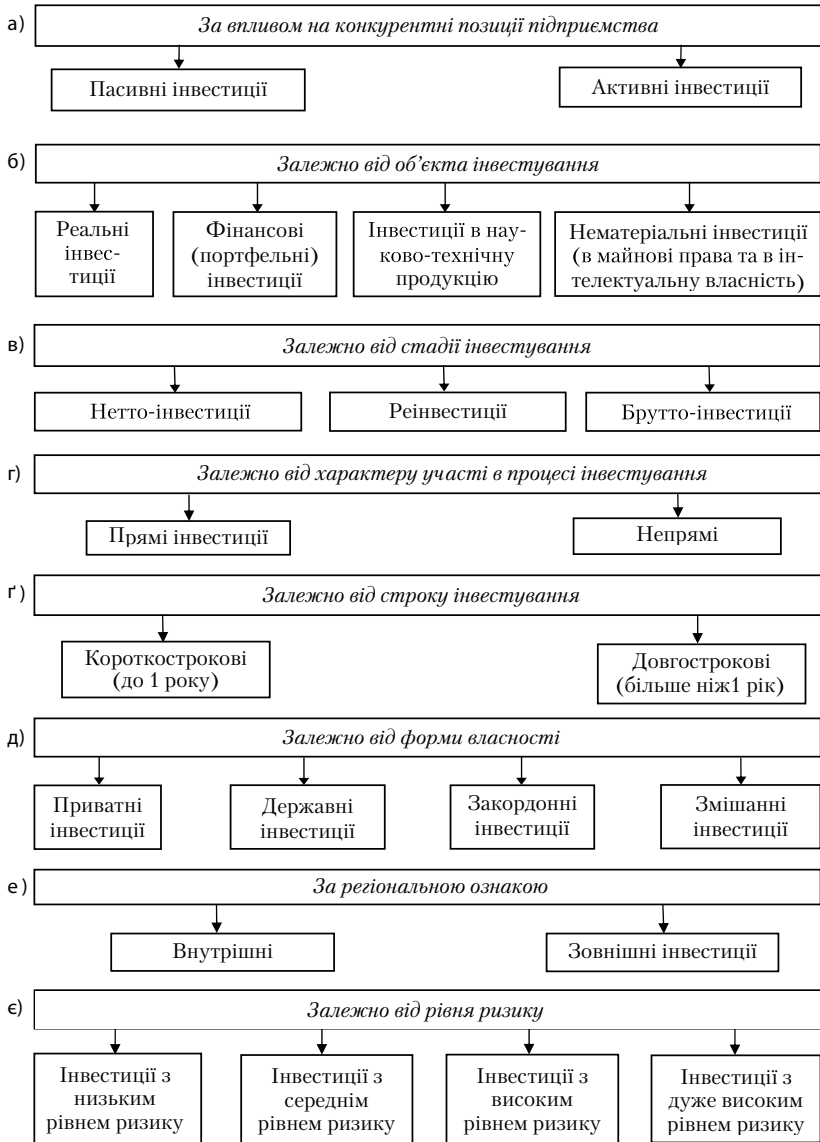 а) За впливом на конкурентні позиції підприємства
Пасивні інвестиції
Активні інвестиції
б) Залежно від об’єкта інвестування
Реальні
інвес-
тиції
Фінансові
(портфельні)
інвестиції
Інвестиції в нау-
ково-технічну
продукцію
Нематеріальні інвестиції
(в майнові права та в ін-
телектуальну власність)
в) Залежно від стадії інвестування
Нетто-інвестиції
Реінвестиції
Брутто-інвестиції
г) Залежно від характеру участі в процесі інвестування
Прямі інвестиції
Непрямі
ґ) Залежно від строку інвестування
Короткострокові
(до 1 року)
Довгострокові
(більше ніж1 рік)
д) Залежно від форми власності
Приватні
інвестиції
Державні
інвестиції
Закордонні
інвестиції
Змішанні
інвестиції
е) За регіональною ознакою
Внутрішні
Зовнішні інвестиції
є) Залежно від рівня ризику
Інвестиції з
низьким
рівнем ризику
Інвестиції з
середнім
рівнем ризику
Інвестиції з
високим
рівнем ризику
Інвестиції з
дуже високим
рівнем ризику